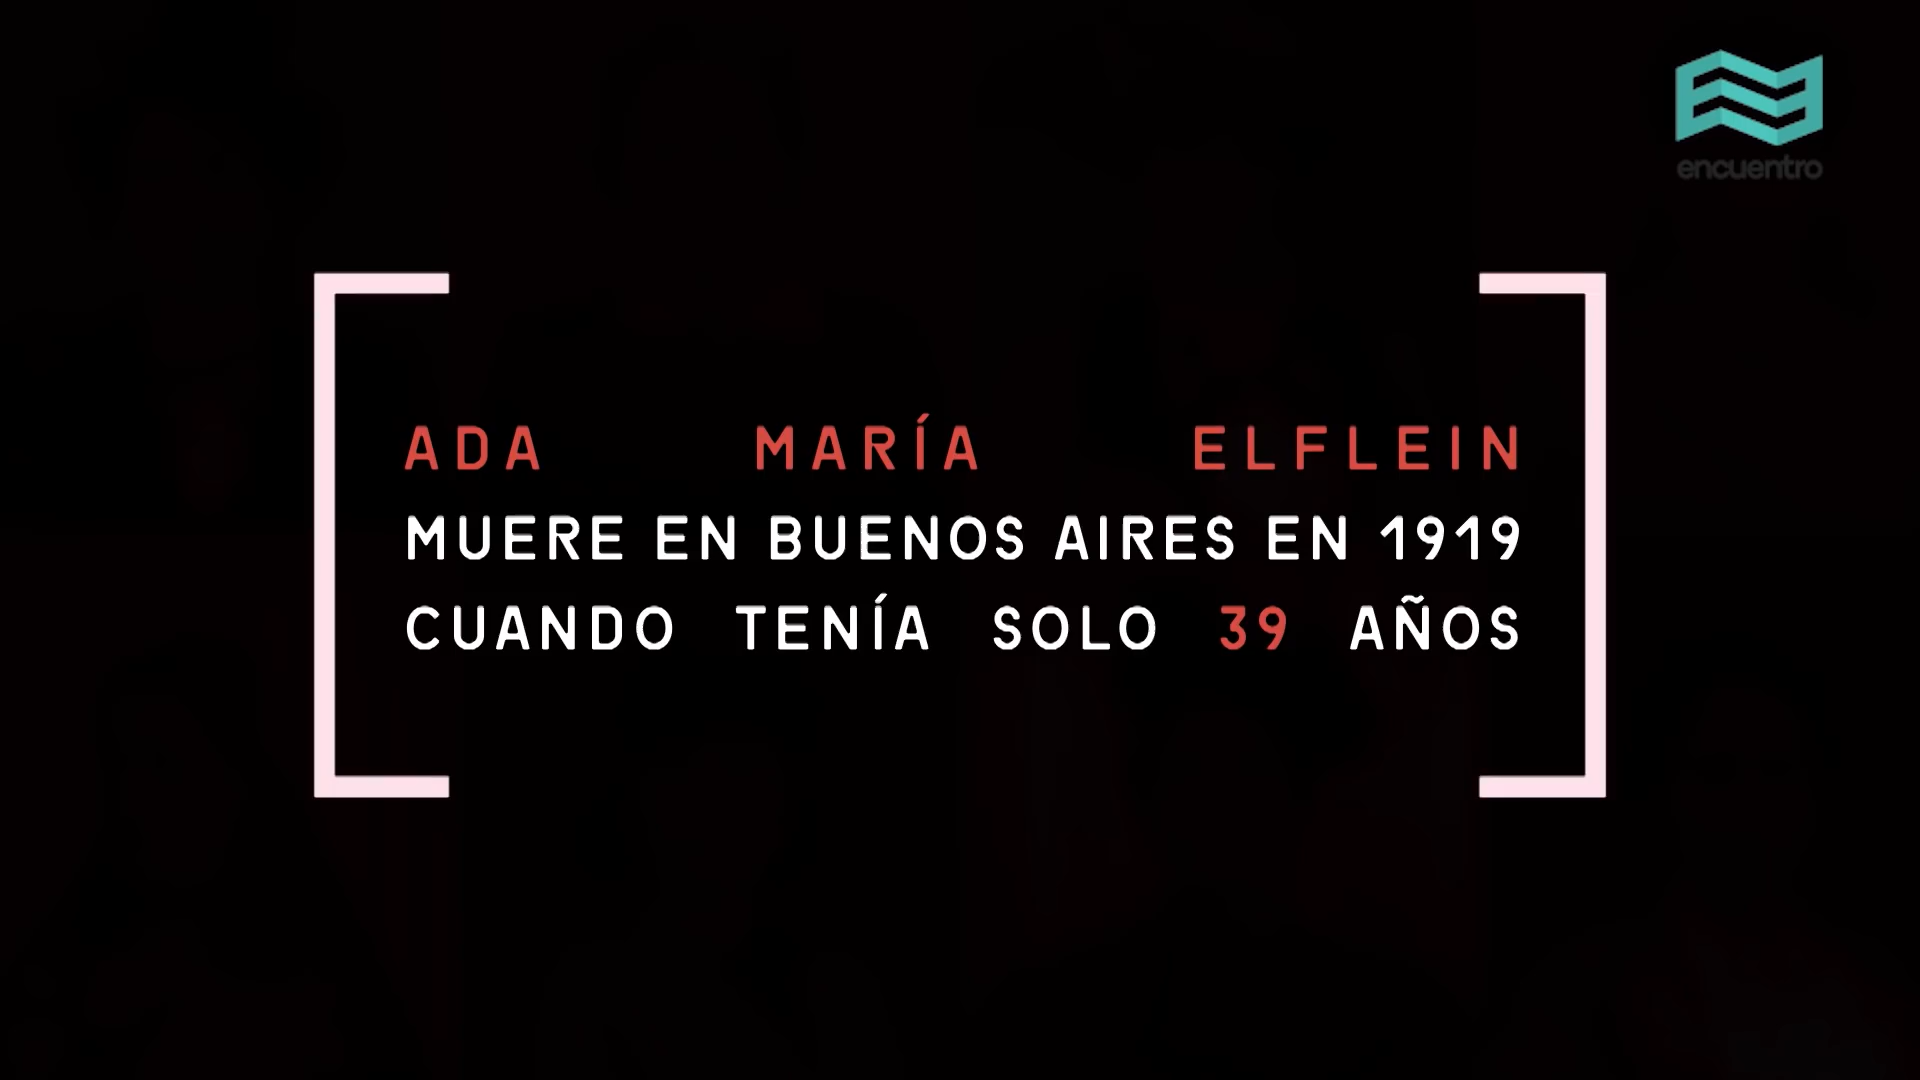 encuentro
ADA MARÍA ELFLEIN
MUERE EN BUENOS AIRES EN 1919
CUANDO TENÍA SOLO 39 AÑOS